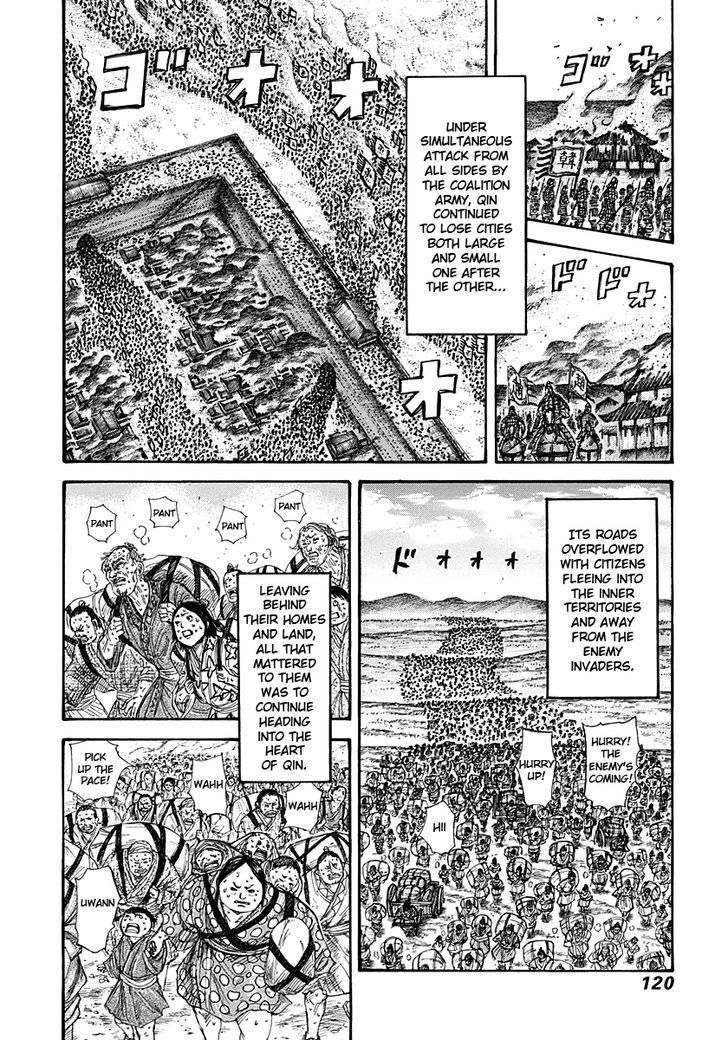 ゴオオ
韓
ドド
ゴオオオ
UNDER
SIMULTANEOUS
ATTACK FROM
ALL SIDES BY
THE COALITION
ARMY, QIN
CONTINUED
TO LOSE CITIES
BOTH LARGE
AND SMALL
ONE AFTER
THE OTHER...
ITS ROADS
OVERFLOWED
WITH CITIZENS
FLEEING INTO
THE INNER
TERRITORIES
AND AWAY
FROM THE
ENEMY
INVADERS.
ドオオオ
HURRY!
THE
ENEMY'S
COMING!
HURRY
UP!
HII
PANT
PANT
PANT
PANT
LEAVING
BEHIND
THEIR HOMES
AND LAND,
ALL THAT
MATTERED
TO THEM
WAS TO
CONTINUE
HEADING
INTO THE
HEART
OF QIN.
PICK
UP THE
PACE!
WAHH
WAHH
UWANN
120